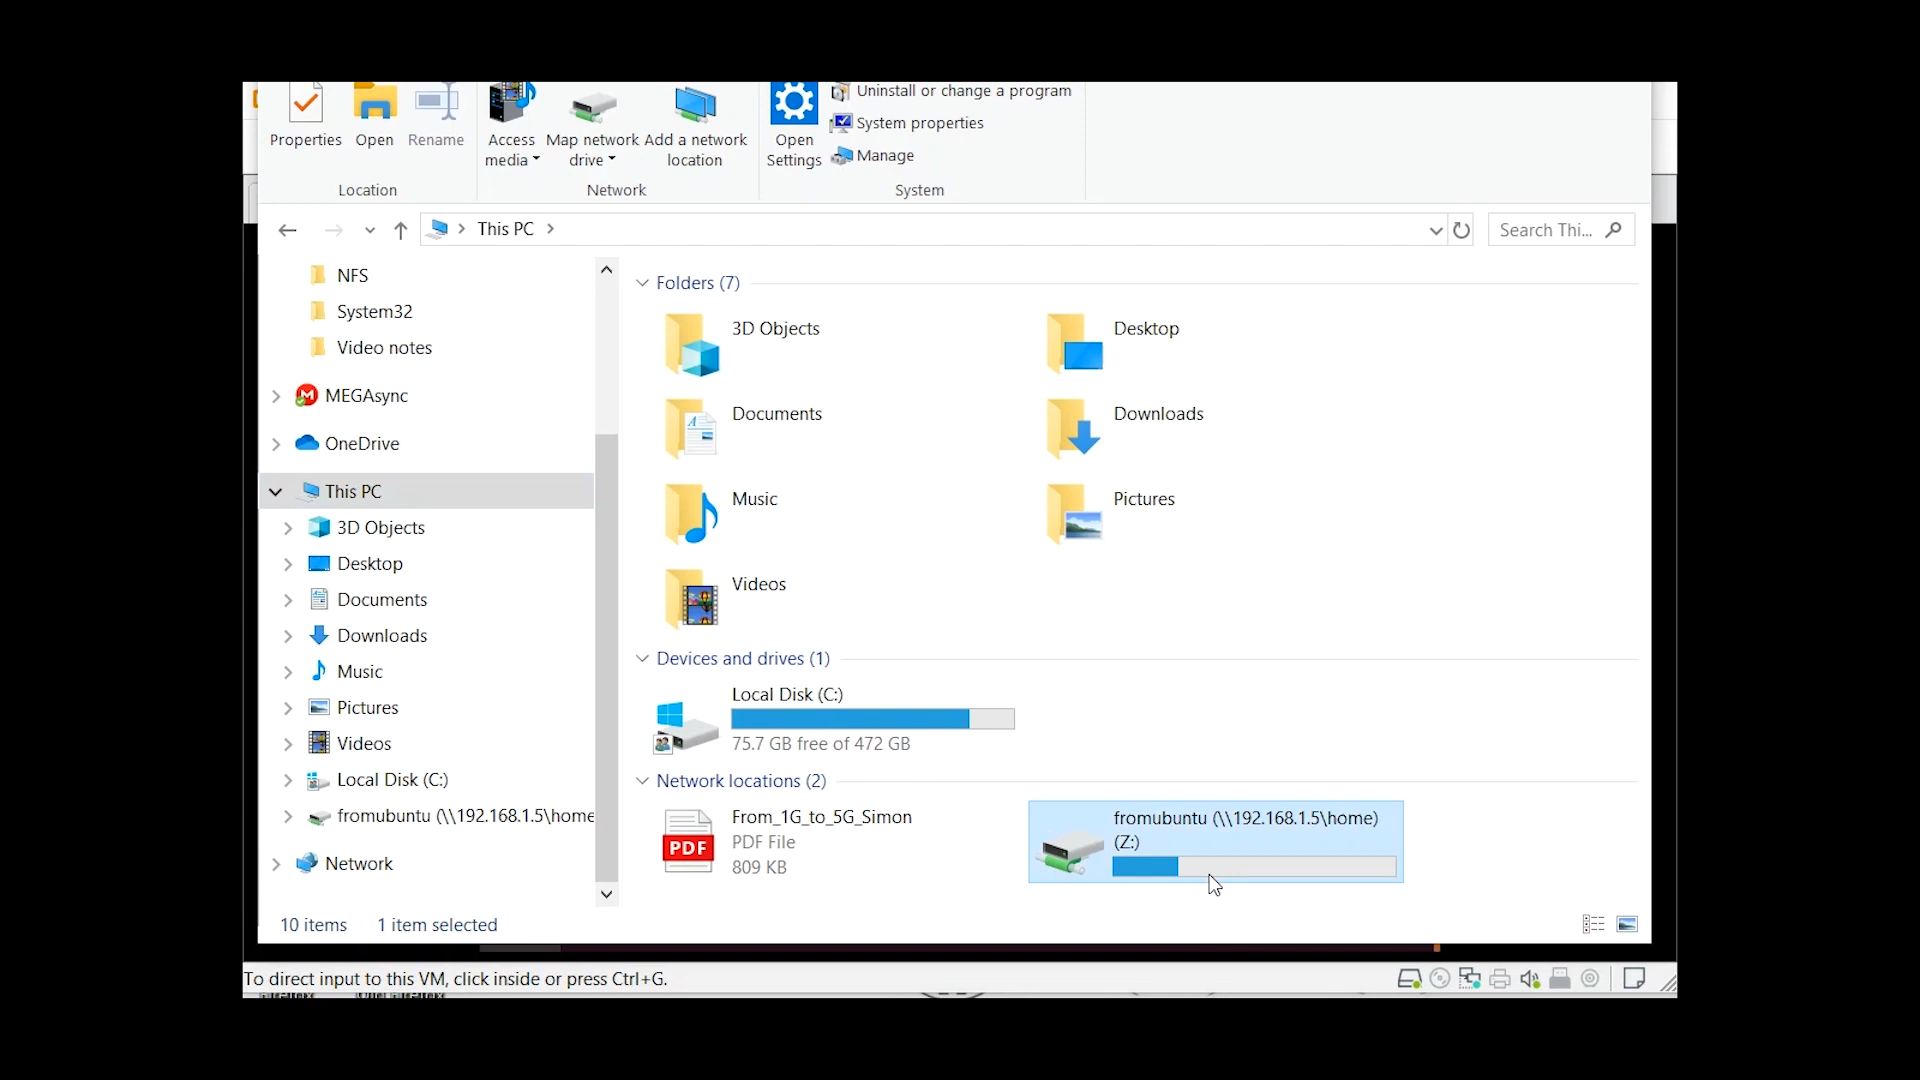 Uninstall or change a program
Properties
Open
Rename
Access media
Map network drive
Add a network location
Open Settings
System properties
Manage
Location
Network
System
This PC
Search Thi...
NFS
System32
Video notes
MEGAsync
OneDrive
This PC
3D Objects
Desktop
Documents
Downloads
Music
Pictures
Videos
Local Disk (C:)
fromubuntu (\\192.168.1.5\home
Network
Folders (7)
3D Objects
Desktop
Documents
Downloads
Music
Pictures
Videos
Devices and drives (1)
Local Disk (C:)
75.7 GB free of 472 GB
Network locations (2)
From_1G_to_5G_Simon
PDF File
809 KB
PDF
fromubuntu (\\192.168.1.5\home)
(Z:)
10 items
1 item selected
To direct input to this VM, click inside or press Ctrl+G.